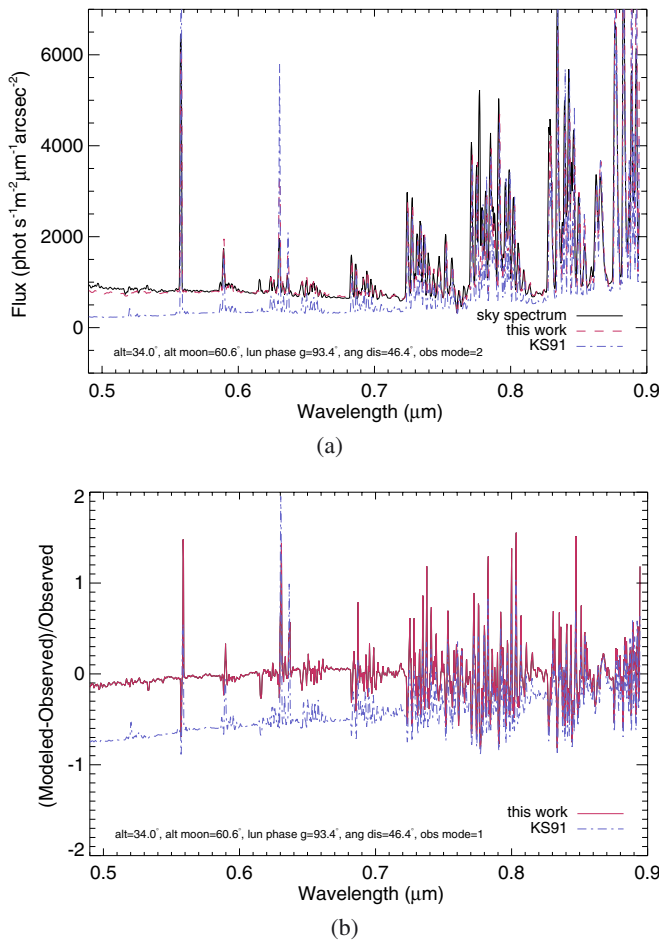 6000
4000
2000
0
Flux (phot s⁻¹m⁻²μm⁻¹arcsec⁻²)
sky spectrum
this work
KS91
alt=34.0°, alt moon=60.6°, lun phase g=93.4°, ang dis=46.4°, obs mode=2
0.5 0.6 0.7 0.8 0.9
Wavelength (μm)
(a)
2
1
0
-1
-2
(Modeled-Observed)/Observed
this work
KS91
alt=34.0°, alt moon=60.6°, lun phase g=93.4°, ang dis=46.4°, obs mode=1
0.5 0.6 0.7 0.8 0.9
Wavelength (μm)
(b)